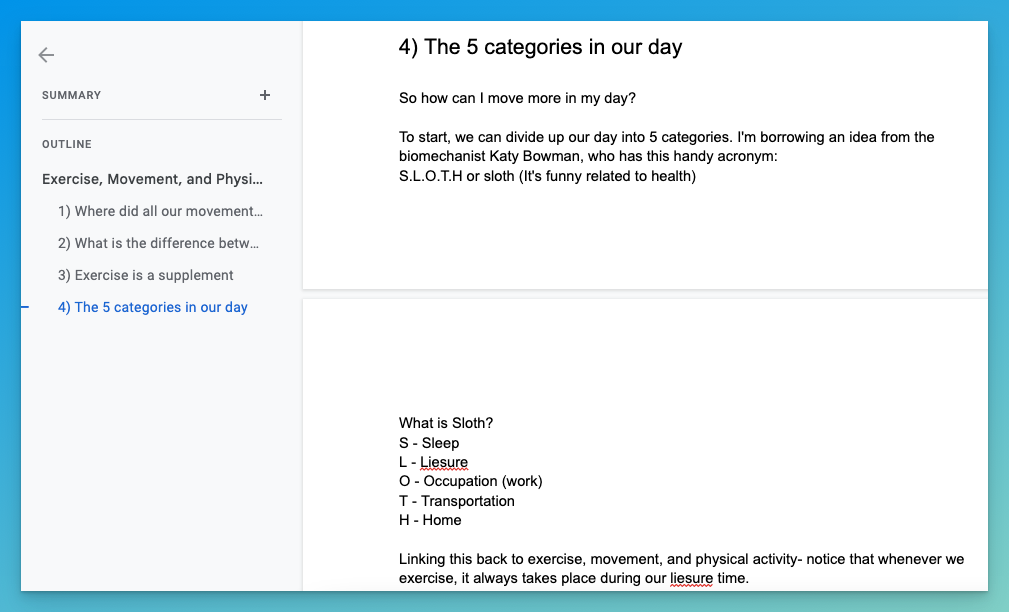 SUMMARY
+
OUTLINE
Exercise, Movement, and Physi...
1) Where did all our movement...
2) What is the difference betw...
3) Exercise is a supplement
4) The 5 categories in our day
4) The 5 categories in our day
So how can I move more in my day?
To start, we can divide up our day into 5 categories. I'm borrowing an idea from the
biomechanist Katy Bowman, who has this handy acronym:
S.L.O.T.H or sloth (It's funny related to health)
What is Sloth?
S - Sleep
L - Liesure
O - Occupation (work)
T - Transportation
H - Home
Linking this back to exercise, movement, and physical activity- notice that whenever we
exercise, it always takes place during our liesure time.